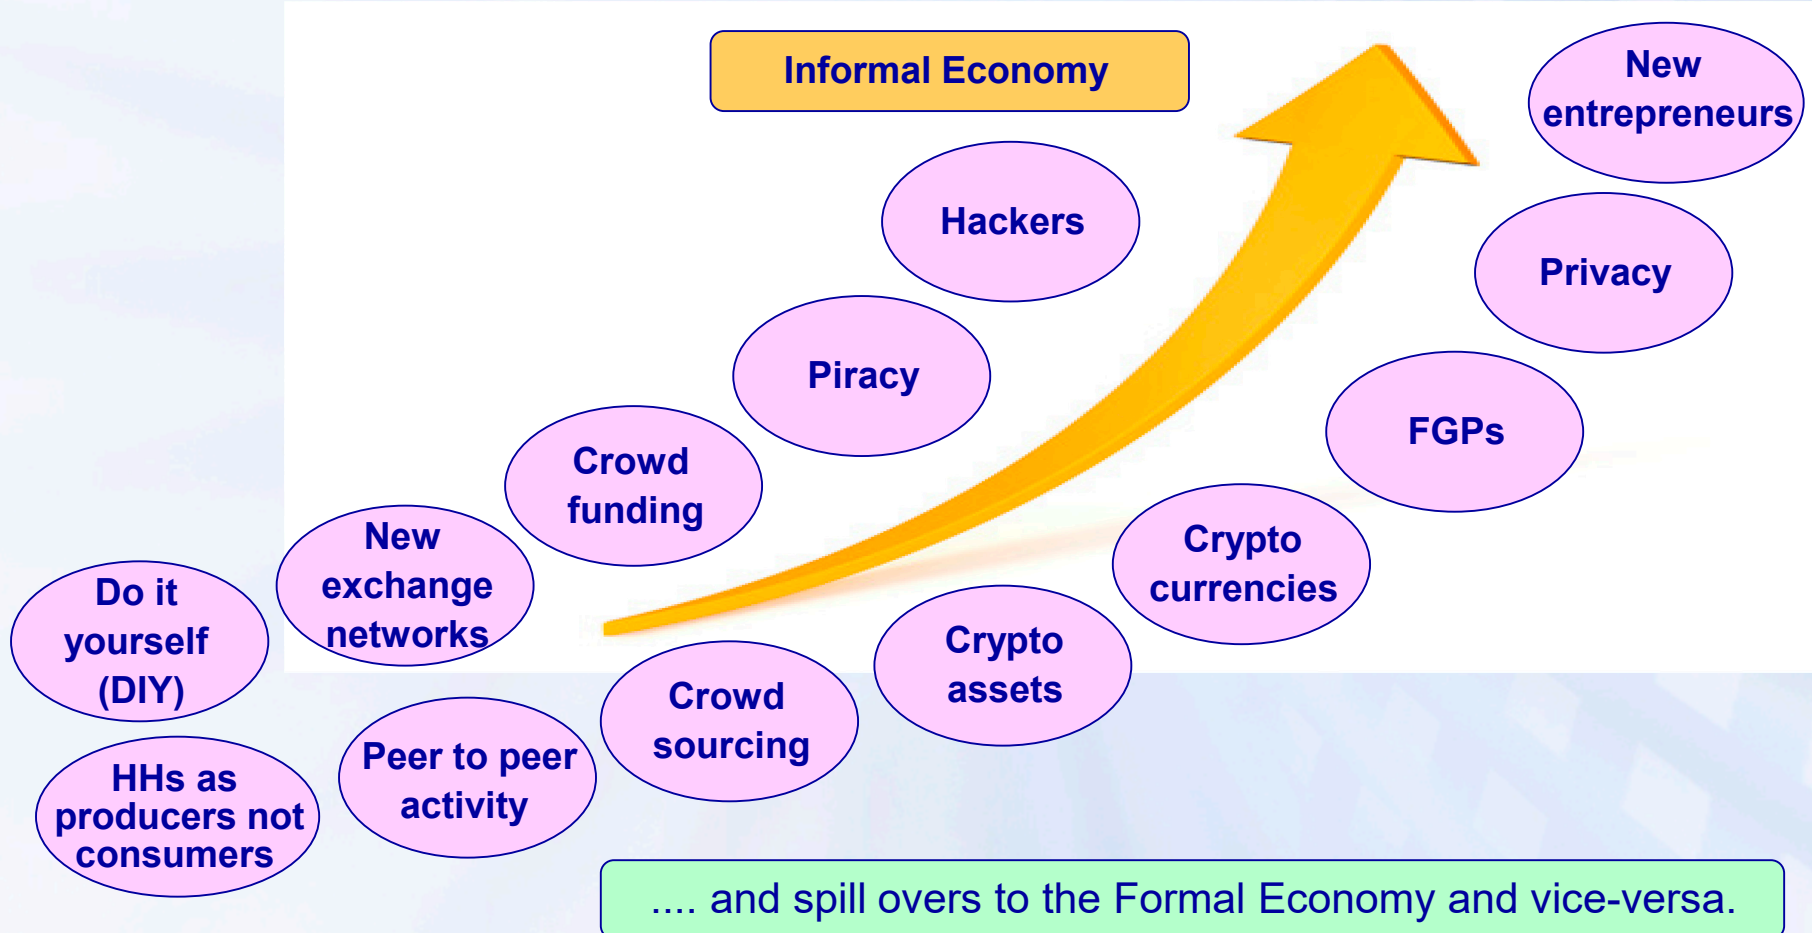 Informal Economy
New
entrepreneurs
Hackers
Privacy
Piracy
FGPs
Crowd
funding
New
exchange
networks
Crypto
currencies
Do it
yourself
(DIY)
Crypto
assets
Crowd
sourcing
Peer to peer
activity
HHs as
producers not
consumers
.... and spill overs to the Formal Economy and vice-versa.